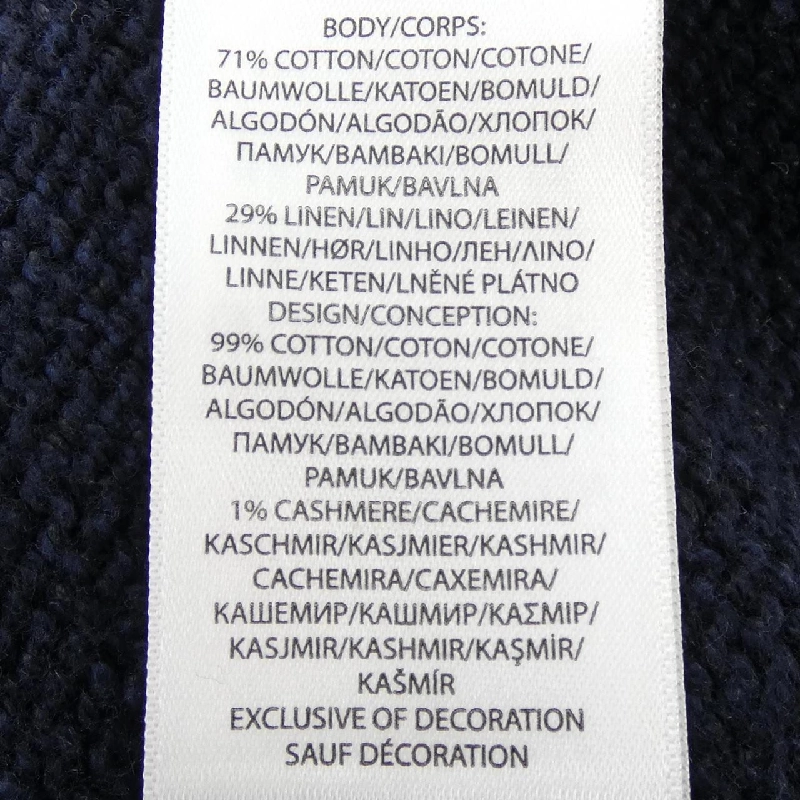 BODY/CORPS:
71% COTTON/COTON/COTONE/
BAUMWOLLE/KATOEN/BOMULD/
ALGODÓN/ALGODÃO/ХЛОПОК/
ПАМУК/ΒΑΜΒΑΚΙ/BOMULL/
PAMUK/BAVLNA
29% LINEN/LIN/LINO/LEINEN/
LINNEN/HØR/LINHO/ЛЕН/ΛΙΝΟ/
LINNE/KETEN/LNĚNÉ PLÁTNO
DESIGN/CONCEPTION:
99% COTTON/COTON/COTONE/
BAUMWOLLE/KATOEN/BOMULD/
ALGODÓN/ALGODÃO/ХЛОПОК/
ПАМУК/ΒΑΜΒΑΚΙ/BOMULL/
PAMUK/BAVLNA
1% CASHMERE/CACHEMIRE/
KASCHMIR/KASJMIER/KASHMIR/
CACHEMIRA/CAXEMIRA/
КАШЕМИР/КАШМИР/ΚΑΣΜΙΡ/
KASJMIR/KASHMIR/KAŞMİR/
KAŠMÍR
EXCLUSIVE OF DECORATION
SAUF DÉCORATION